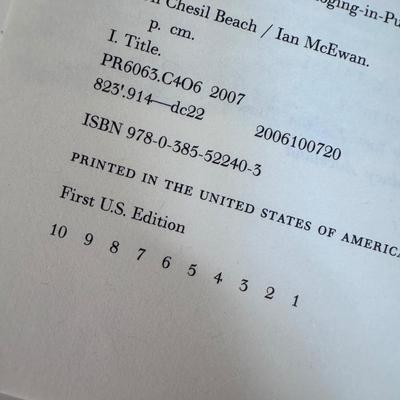 n Chesil Beach / Ian McEwan.
p. cm.
I. Title.
PR6063.C4O6 2007
823'.914—dc22 2006100720
ISBN 978-0-385-52240-3
PRINTED IN THE UNITED STATES OF AMERICA
First U.S. Edition
10 9 8 7 6 5 4 3 2 1